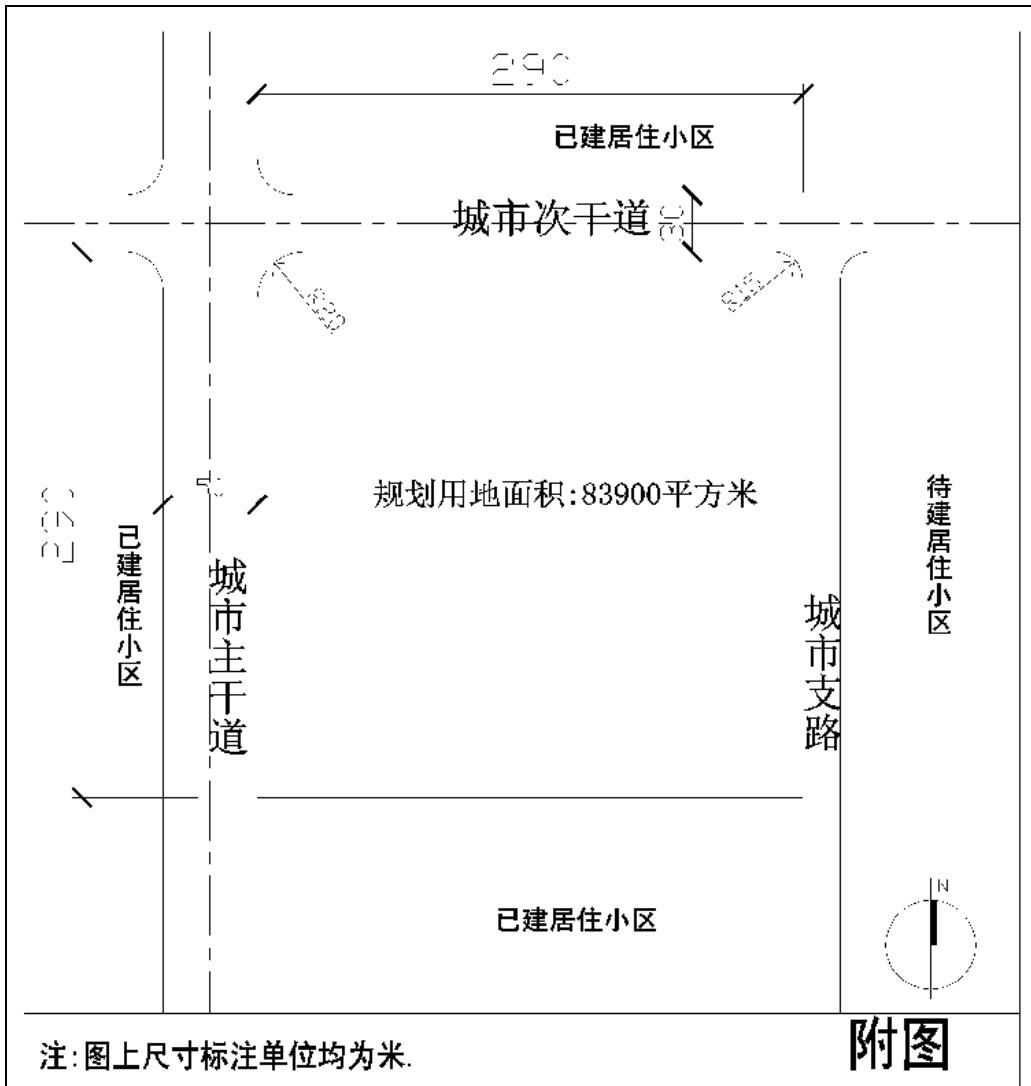 290
已建居住小区
城市次干道
30
R20
R15
290
规划用地面积:83900平方米
已建居住小区
城市主干道
城市支路
待建居住小区
已建居住小区
N
注:图上尺寸标注单位均为米.
附图